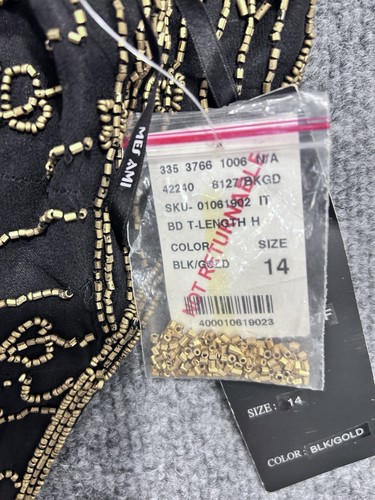 MES AMI
335 3766 1006 N/A
42240 8127/BKGD
SKU- 01061902 IT
BD T-LENGTH H
COLOR SIZE
BLK/GOLD 14
NOT RETURNABLE
400010619023
SIZE: 14
COLOR: BLK/GOLD